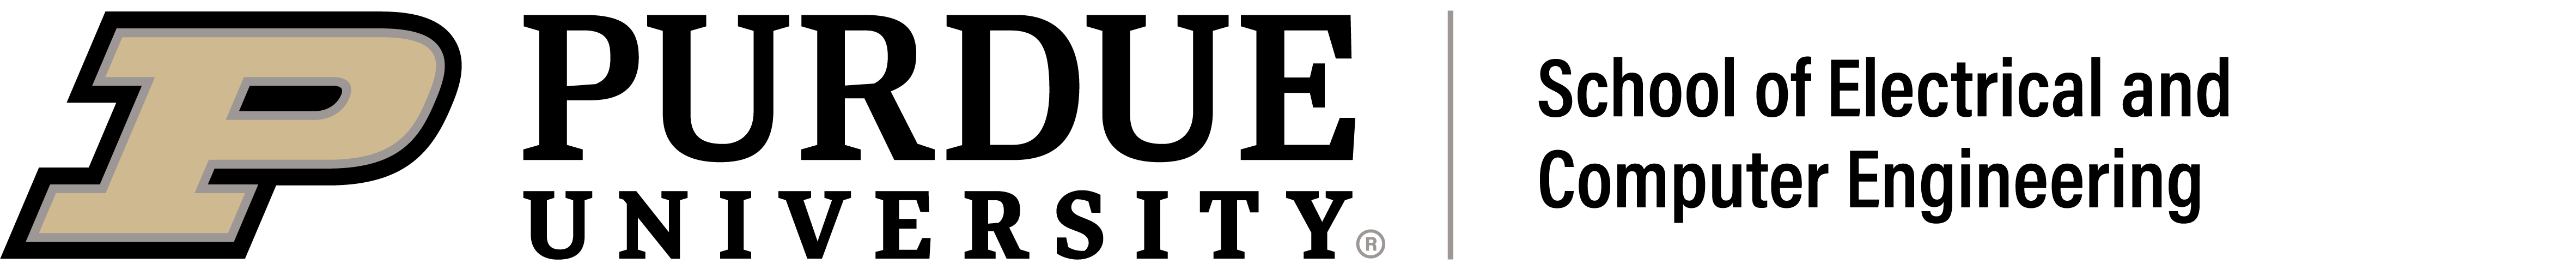 P
PURDUE
UNIVERSITY®
School of Electrical and
Computer Engineering